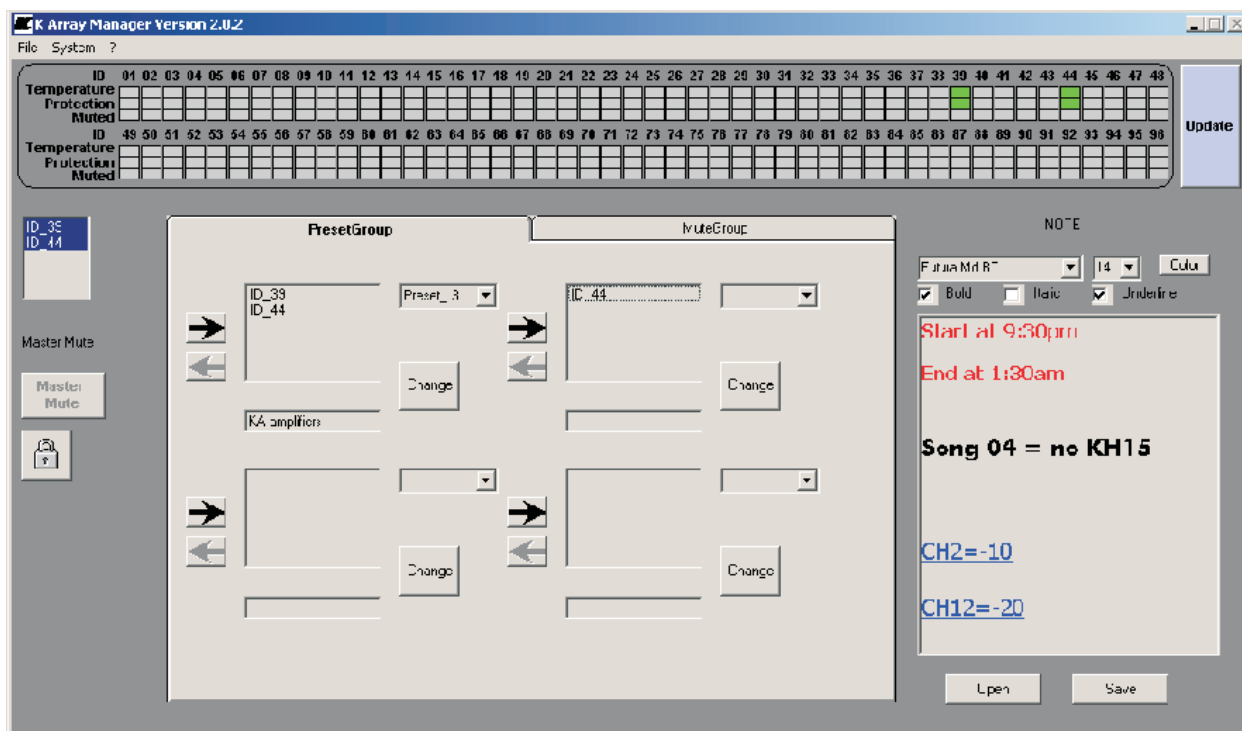 K Array Manager Version 2.0.2
File System ?
ID 01 02 03 04 05 06 07 08 09 10 11 12 13 14 15 16 17 18 19 20 21 22 23 24 25 26 27 28 29 30 31 32 33 34 35 36 37 38 39 40 41 42 43 44 45 46 47 48
Temperature
Protection
Muted
Update
ID 49 50 51 52 53 54 55 56 57 58 59 60 61 62 63 64 65 66 67 68 69 70 71 72 73 74 75 76 77 78 79 80 81 82 83 84 85 86 87 88 89 90 91 92 93 94 95 96
Temperature
Protection
Muted
ID_39
ID_44
Master Mute
Master
Mute
PresetGroup
MuteGroup
ID_39
ID_44
Preset_ 3
Change
KA amplifiers
ID_44
Change
Change
Change
NOTE
Futura Md BT
14
Color
Bold
Italic
Underline
Start at 9:30pm
End at 1:30am
Song 04 = no KH15
CH2=-10
CH12=-20
Open
Save